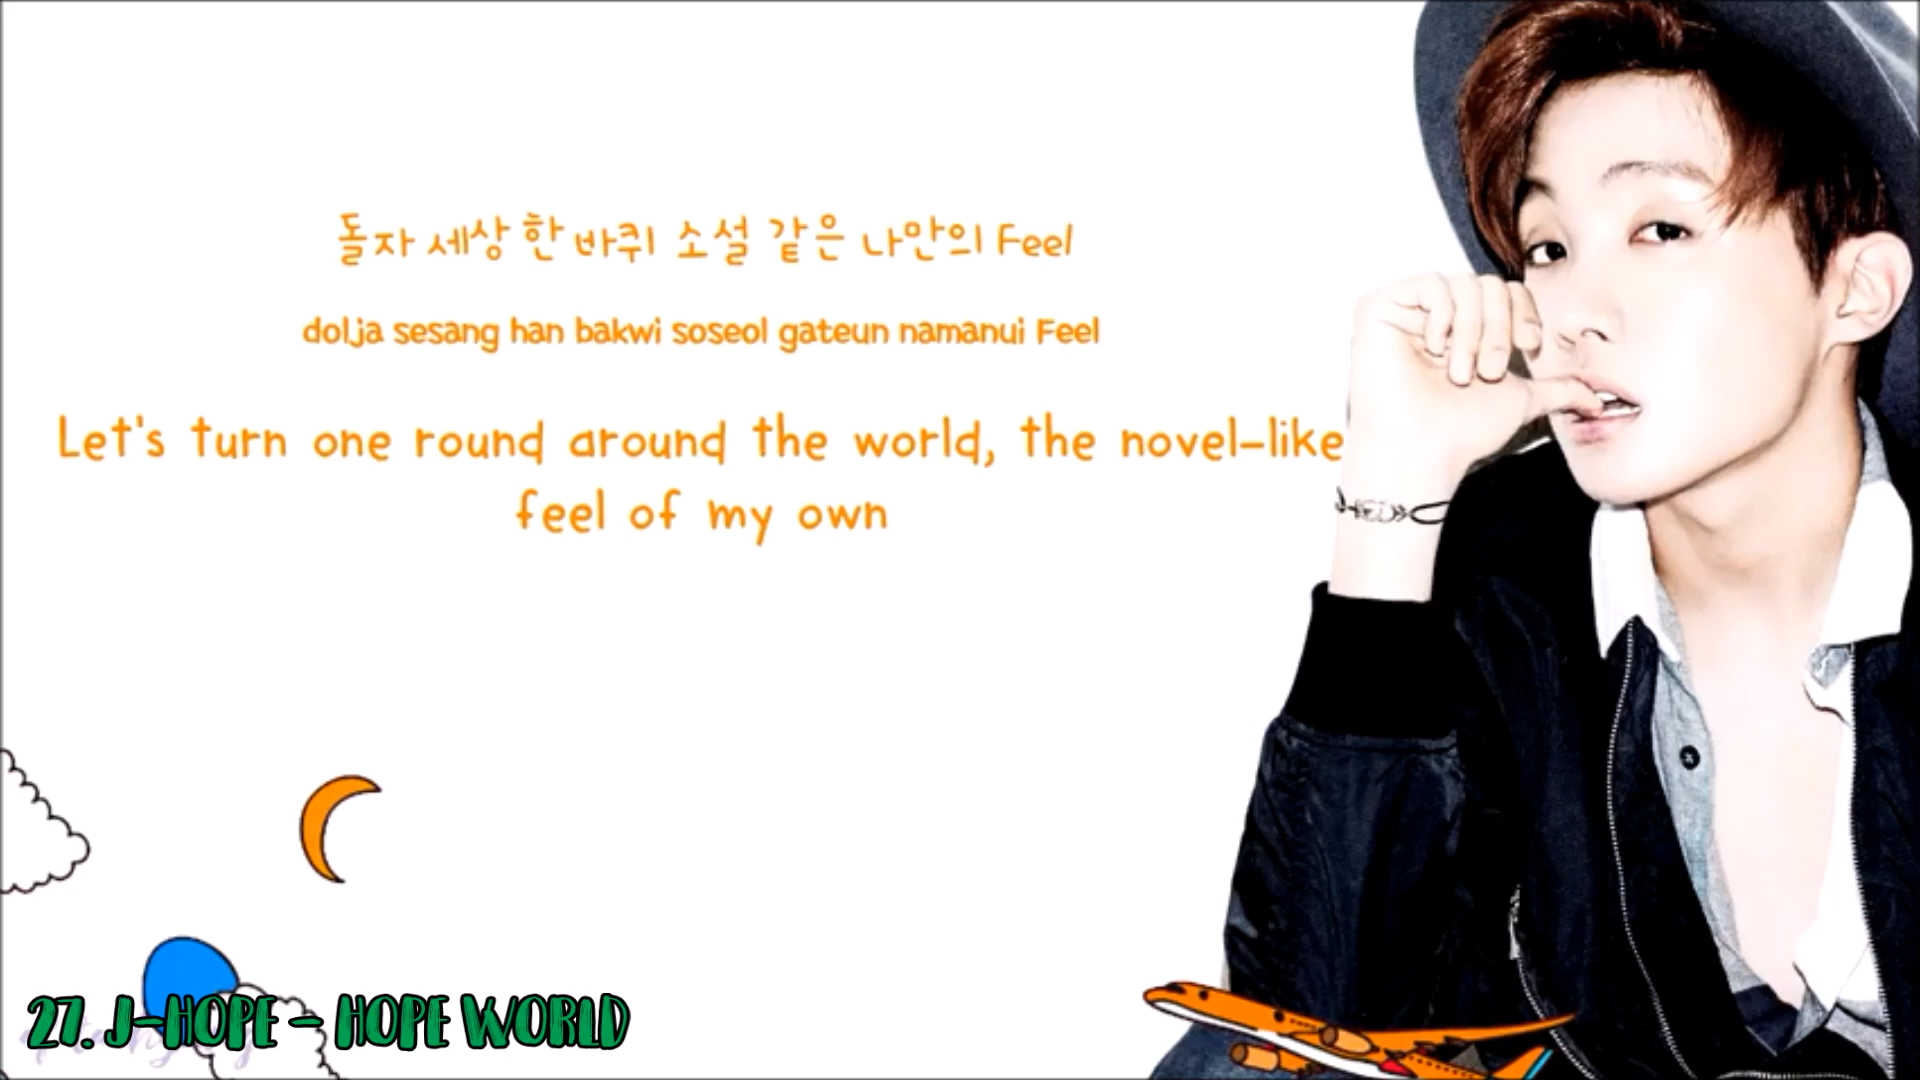 돌자 세상 한 바퀴 소설 같은 나만의 Feel
dolja sesang han bakwi soseol gateun namanui Feel
Let's turn one round around the world, the novel-like
feel of my own
27. J-HOPE - HOPE WORLD